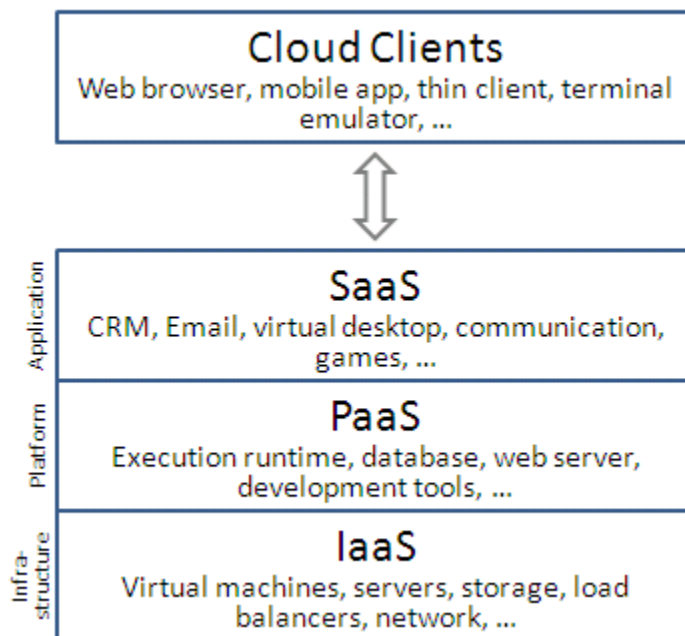 Cloud Clients
Web browser, mobile app, thin client, terminal
emulator, ...
Application
SaaS
CRM, Email, virtual desktop, communication,
games, ...
Platform
PaaS
Execution runtime, database, web server,
development tools, ...
Infra-
structure
IaaS
Virtual machines, servers, storage, load
balancers, network, ...